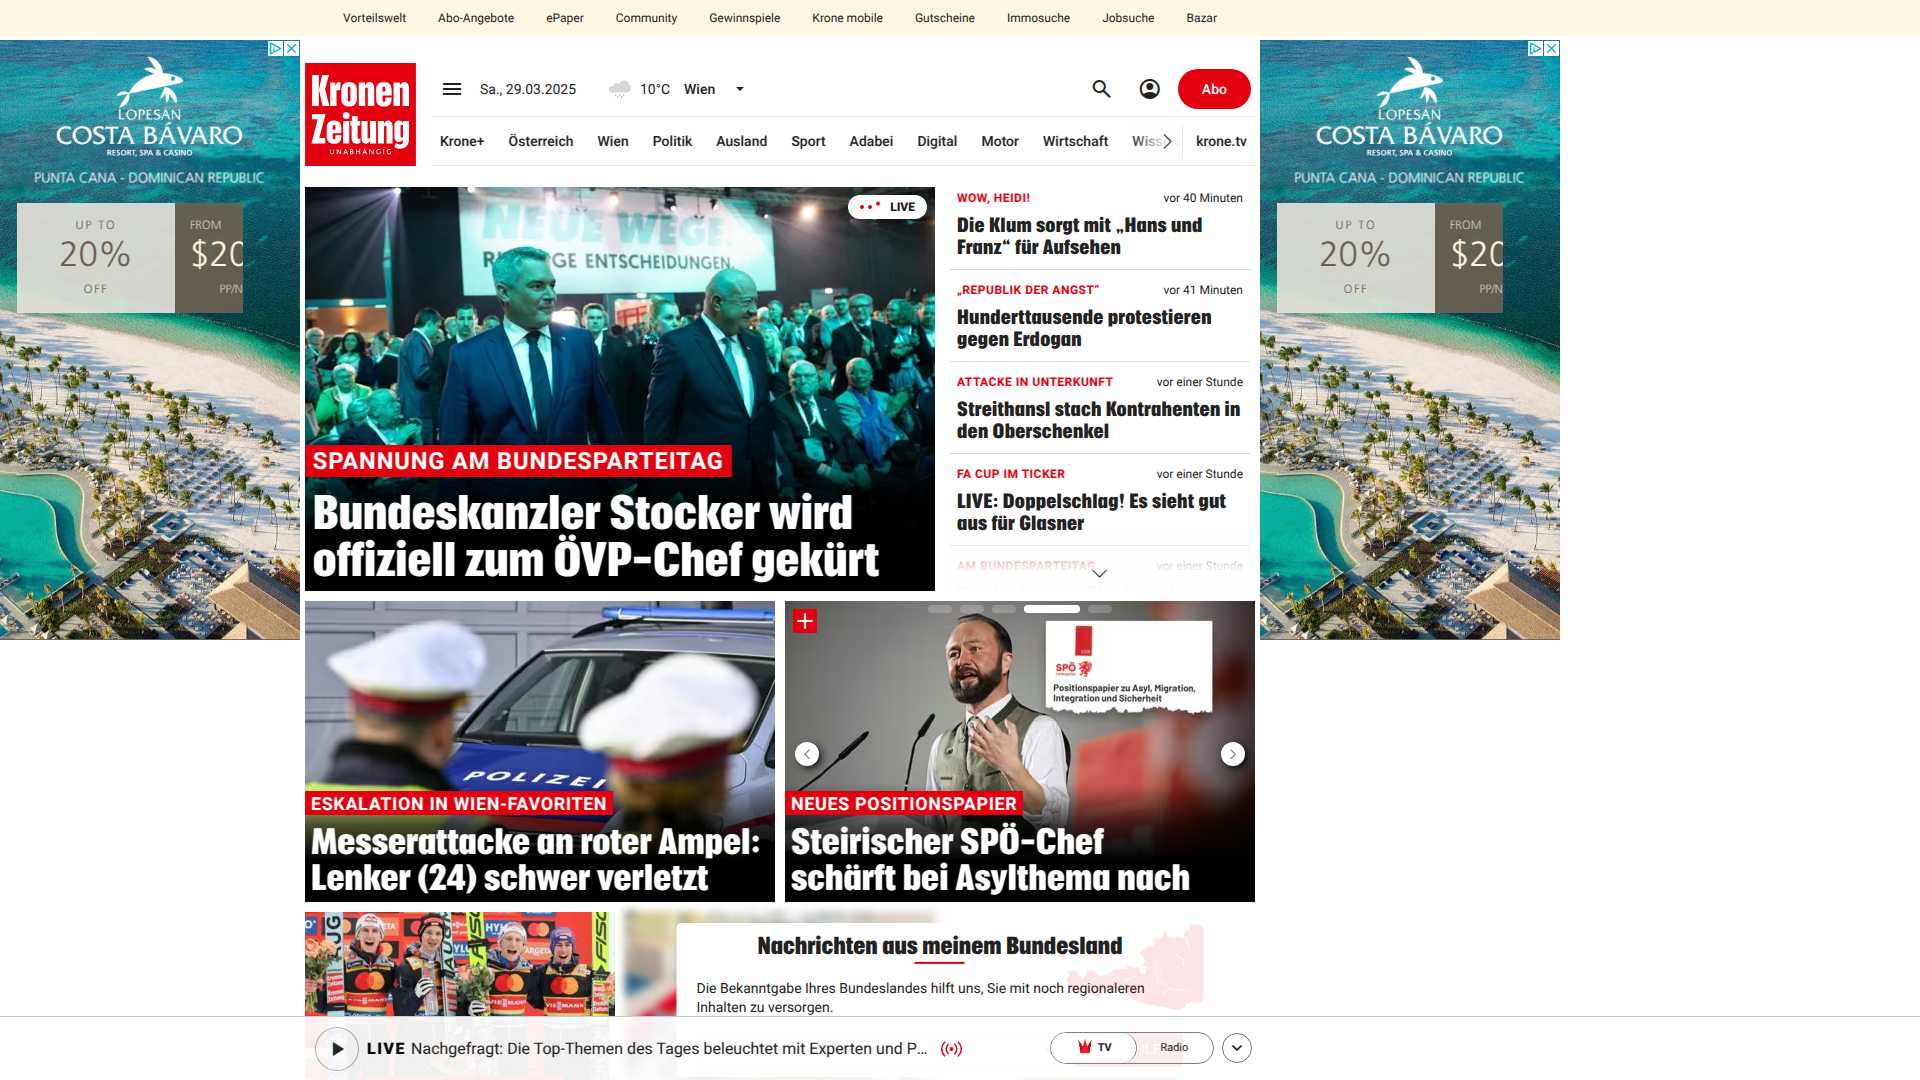 Vorteilswelt
Abo-Angebote
ePaper
Community
Gewinnspiele
Krone mobile
Gutscheine
Immosuche
Jobsuche
Bazar
LOPESAN
COSTA BÁVARO
RESORT, SPA & CASINO
PUNTA CANA - DOMINICAN REPUBLIC
UP TO
20%
OFF
FROM
$20
PP/N
Kronen
Zeitung
UNABHÄNGIG
Sa., 29.03.2025
10°C
Wien
Abo
Krone+
Österreich
Wien
Politik
Ausland
Sport
Adabei
Digital
Motor
Wirtschaft
Wiss
krone.tv
NEUE WEGE.
ENTSCHEIDUNGEN.
LIVE
SPANNUNG AM BUNDESPARTEITAG
Bundeskanzler Stocker wird
offiziell zum ÖVP-Chef gekürt
WOW, HEIDI!
vor 40 Minuten
Die Klum sorgt mit „Hans und
Franz“ für Aufsehen
„REPUBLIK DER ANGST“
vor 41 Minuten
Hunderttausende protestieren
gegen Erdogan
ATTACKE IN UNTERKUNFT
vor einer Stunde
Streithansl stach Kontrahenten in
den Oberschenkel
FA CUP IM TICKER
vor einer Stunde
LIVE: Doppelschlag! Es sieht gut
aus für Glasner
AM BUNDESPARTEITAG
vor einer Stunde
LOPESAN
COSTA BÁVARO
RESORT, SPA & CASINO
PUNTA CANA - DOMINICAN REPUBLIC
UP TO
20%
OFF
FROM
$20
PP/N
POLIZEI
ESKALATION IN WIEN-FAVORITEN
Messerattacke an roter Ampel:
Lenker (24) schwer verletzt
SPÖ
Positionspapier zu Asyl, Migration,
Integration und Sicherheit
NEUES POSITIONSPAPIER
Steirischer SPÖ-Chef
schärft bei Asylthema nach
Nachrichten aus meinem Bundesland
Die Bekanntgabe Ihres Bundeslandes hilft uns, Sie mit noch regionaleren
Inhalten zu versorgen.
LIVE Nachgefragt: Die Top-Themen des Tages beleuchtet mit Experten und P...
TV
Radio